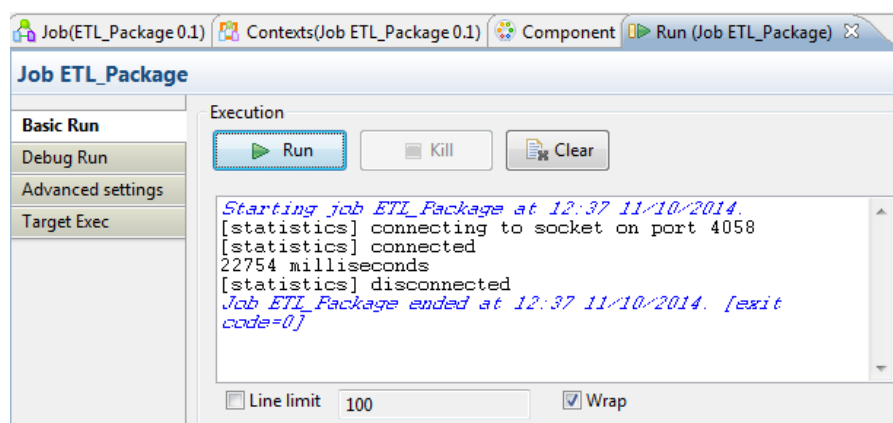 Job(ETL_Package 0.1) Contexts(Job ETL_Package 0.1) Component Run (Job ETL_Package)
Job ETL_Package
Basic Run
Debug Run
Advanced settings
Target Exec
Execution
Run Kill Clear
Starting job ETL_Package at 12:37 11/10/2014.
[statistics] connecting to socket on port 4058
[statistics] connected
22754 milliseconds
[statistics] disconnected
Job ETL_Package ended at 12:37 11/10/2014. [exit
code=0]
Line limit 100 Wrap